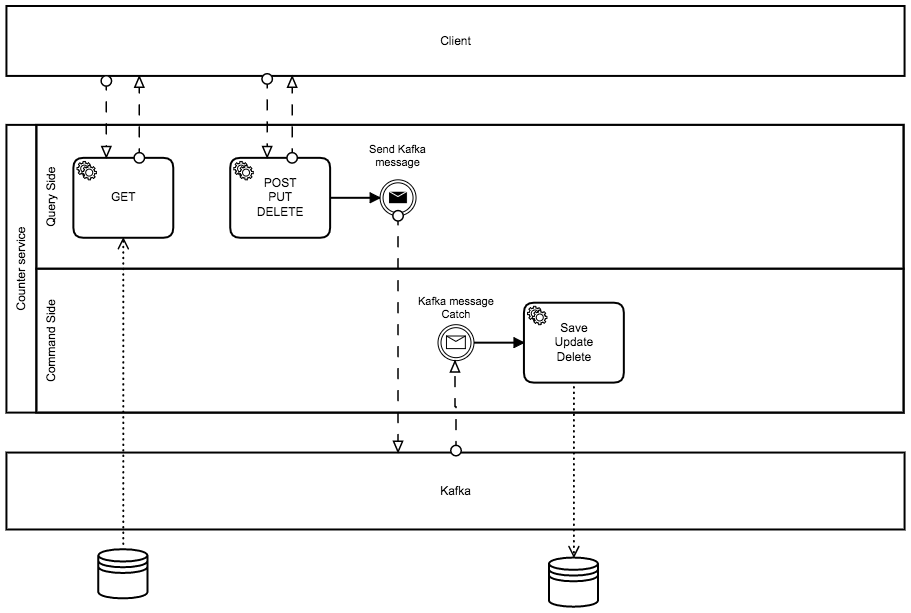 Client
Counter service
Query Side
GET
POST
PUT
DELETE
Send Kafka
message
Command Side
Kafka message
Catch
Save
Update
Delete
Kafka